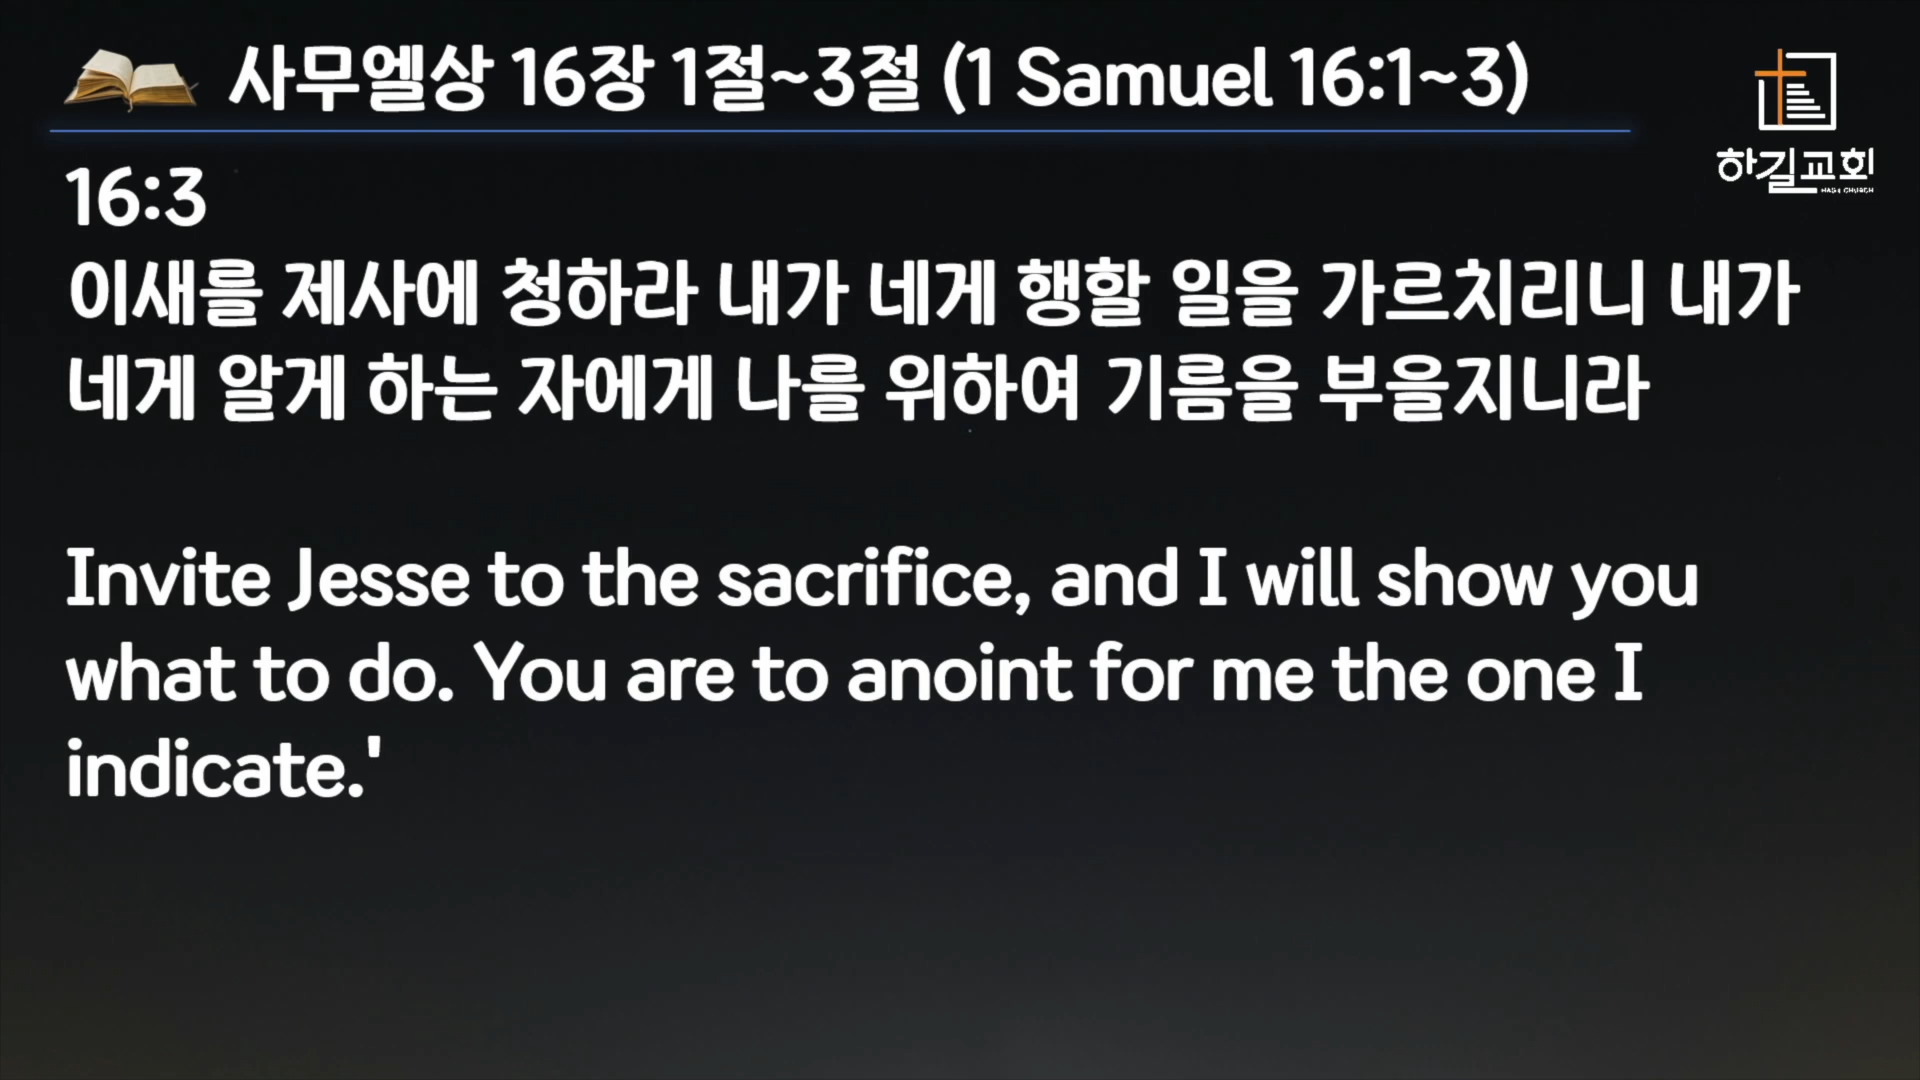 사무엘상 16장 1절~3절 (1 Samuel 16:1~3)
하길교회
16:3
이새를 제사에 청하라 내가 네게 행할 일을 가르치리니 내가
네게 알게 하는 자에게 나를 위하여 기름을 부을지니라
Invite Jesse to the sacrifice, and I will show you
what to do. You are to anoint for me the one I
indicate.'